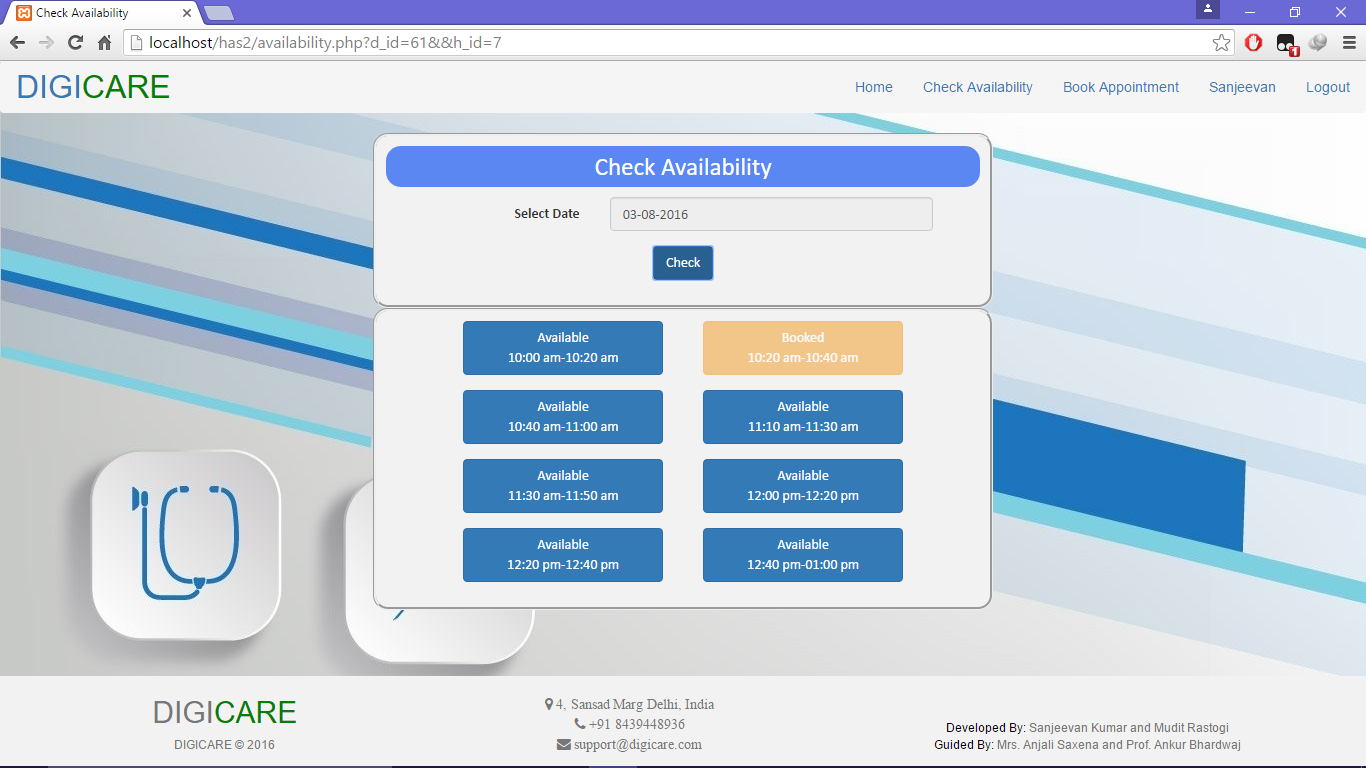 Check Availability
localhost/has2/availability.php?d_id=61&&h_id=7
1
DIGICARE
Home Check Availability Book Appointment Sanjeevan Logout
Check Availability
Select Date 03-08-2016
Check
Available Booked
10:00 am-10:20 am 10:20 am-10:40 am
Available Available
10:40 am-11:00 am 11:10 am-11:30 am
Available Available
11:30 am-11:50 am 12:00 pm-12:20 pm
Available Available
12:20 pm-12:40 pm 12:40 pm-01:00 pm
DIGICARE
DIGICARE © 2016
4, Sansad Marg Delhi, India
+91 8439448936
support@digicare.com
Developed By: Sanjeevan Kumar and Mudit Rastogi
Guided By: Mrs. Anjali Saxena and Prof. Ankur Bhardwaj